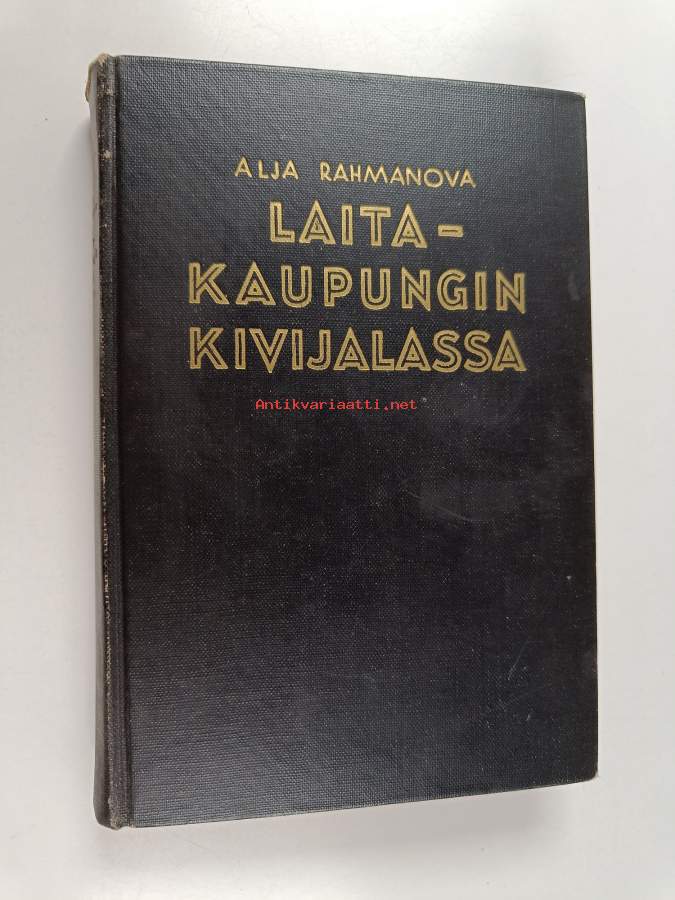 ALJA RAHMANOVA
LAITA-
KAUPUNGIN
KIVIJALASSA
Antikvariaatti.net